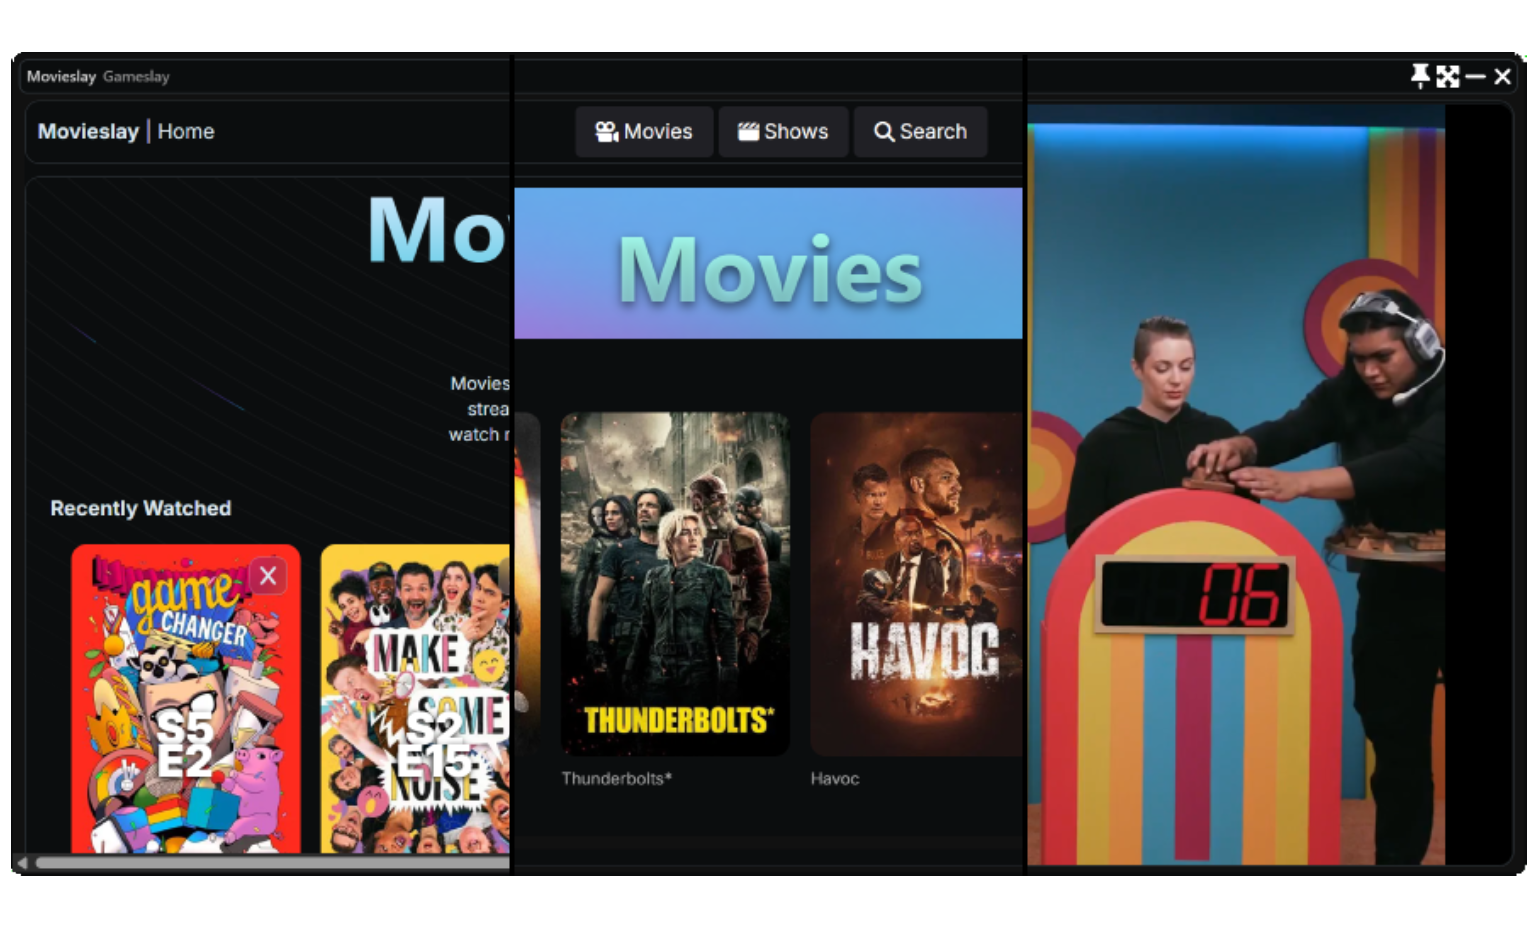 Movieslay Gameslay
Movieslay | Home
Movies
Shows
Search
Mo
Movies
Movies
strea
watch r
Recently Watched
X
game
CHANGER
S5
E2
MAKE
SOME
NOISE
S2
E15
THUNDERBOLTS*
Thunderbolts*
HAVOC
Havoc
06